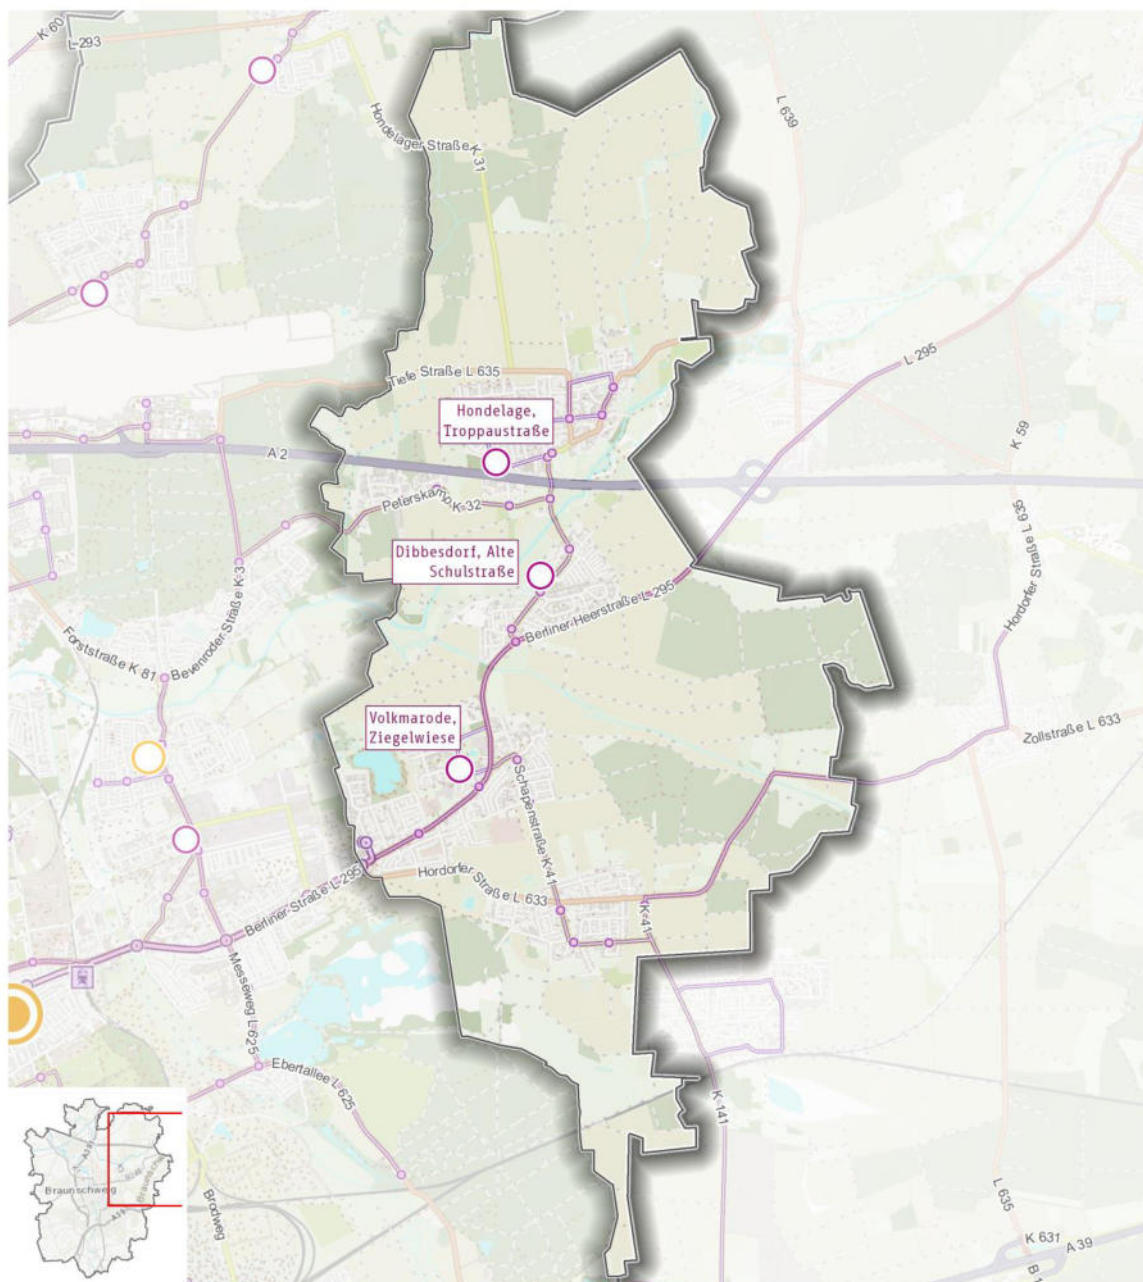 K 60
L 293
Hondelager Straße K 31
L 639
L 295
Tiefe Straße L 635
Hondelage,
Troppaustraße
K 59
A 2
Peterskamp K 32
Hordorfer Straße L 635
Dibbesdorf, Alte
Schulstraße
Bevenroder Straße K 3
Berliner Heerstraße L 295
Forststraße K 81
Volkmarode,
Ziegelwiese
Zollstraße L 633
Schapenstraße K 41
Hordorfer Straße L 633
Berliner Straße L 295
K 41
Messeweg L 625
Ebertallee L 625
K 141
Braunschweig
Brodweg
L 635
K 631
A 39